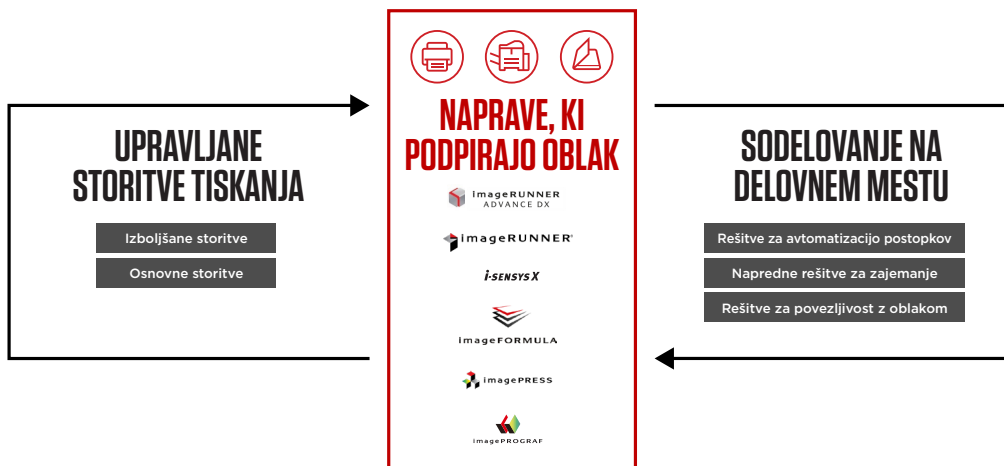 UPRAVLJANE
STORITVE TISKANJA
Izboljšane storitve
Osnovne storitve
NAPRAVE, KI
PODPIRAJO OBLAK
imageRUNNER
ADVANCE DX
imageRUNNER®
i-SENSYS X
imageFORMULA
imagePRESS
imagePROGRAF
SODELOVANJE NA
DELOVNEM MESTU
Rešitve za avtomatizacijo postopkov
Napredne rešitve za zajemanje
Rešitve za povezljivost z oblakom